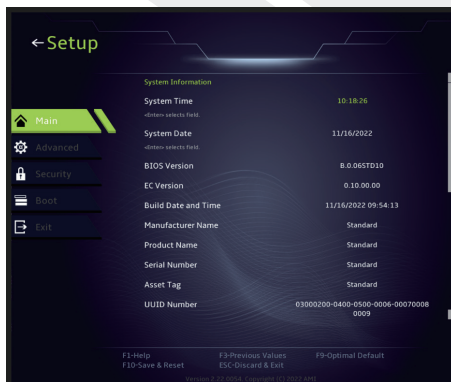 ←Setup
System Information
System Time 10:18:26
<Enter> selects field.
Main
System Date 11/16/2022
<Enter> selects field.
Advanced
BIOS Version B.0.06STD10
Security
EC Version 0.10.00.00
Boot
Build Date and Time 11/16/2022 09:54:13
Exit
Manufacturer Name Standard
Product Name Standard
Serial Number Standard
Asset Tag Standard
UUID Number 03000200-0400-0500-0006-00070008
0009
F1-Help F3-Previous Values F9-Optimal Default
F10-Save & Reset ESC-Discard & Exit
Version 2.22.0054. Copyright (C) 2022 AMI